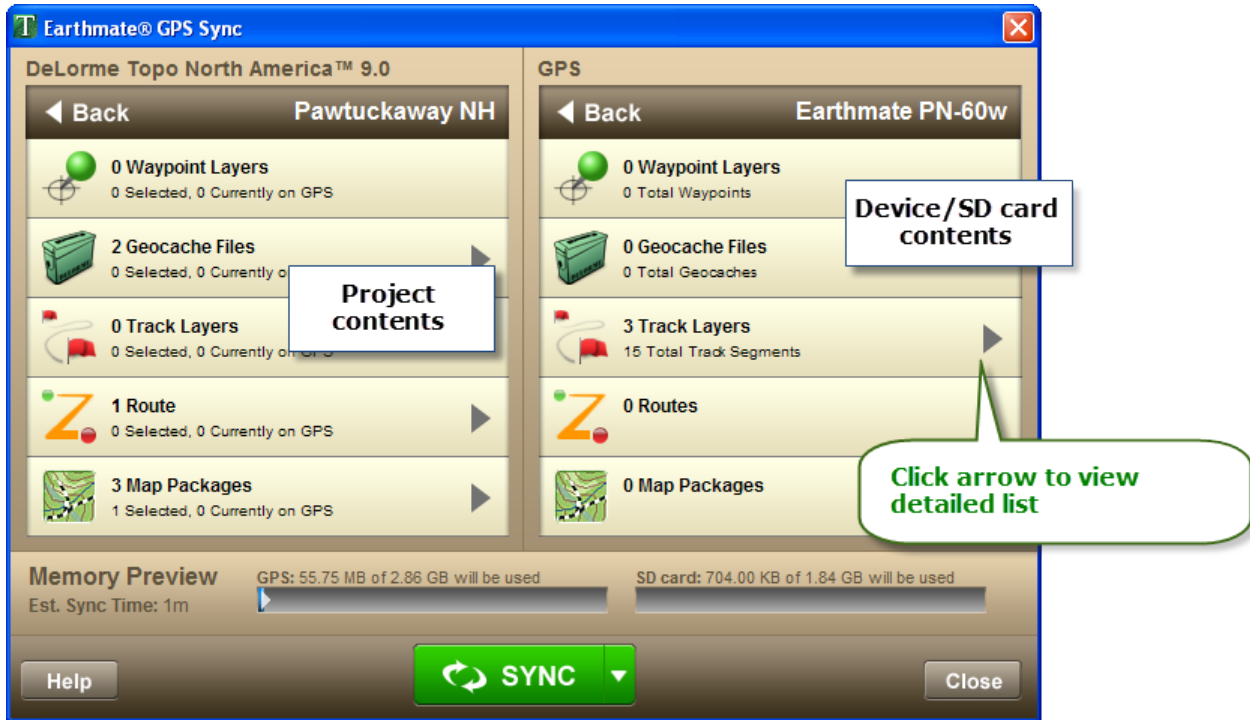 Earthmate® GPS Sync
DeLorme Topo North America™ 9.0
Back
Pawtuckaway NH
0 Waypoint Layers
0 Selected, 0 Currently on GPS
2 Geocache Files
0 Selected, 0 Currently
0 Track Layers
0 Selected, 0 Currently on GPS
1 Route
0 Selected, 0 Currently on GPS
3 Map Packages
1 Selected, 0 Currently on GPS
Project
contents
GPS
Back
Earthmate PN-60w
0 Waypoint Layers
0 Total Waypoints
0 Geocache Files
0 Total Geocaches
3 Track Layers
15 Total Track Segments
0 Routes
0 Map Packages
Device/SD card
contents
Click arrow to view
detailed list
Memory Preview
Est. Sync Time: 1m
GPS: 55.75 MB of 2.86 GB will be used
SD card: 704.00 KB of 1.84 GB will be used
Help
SYNC
Close